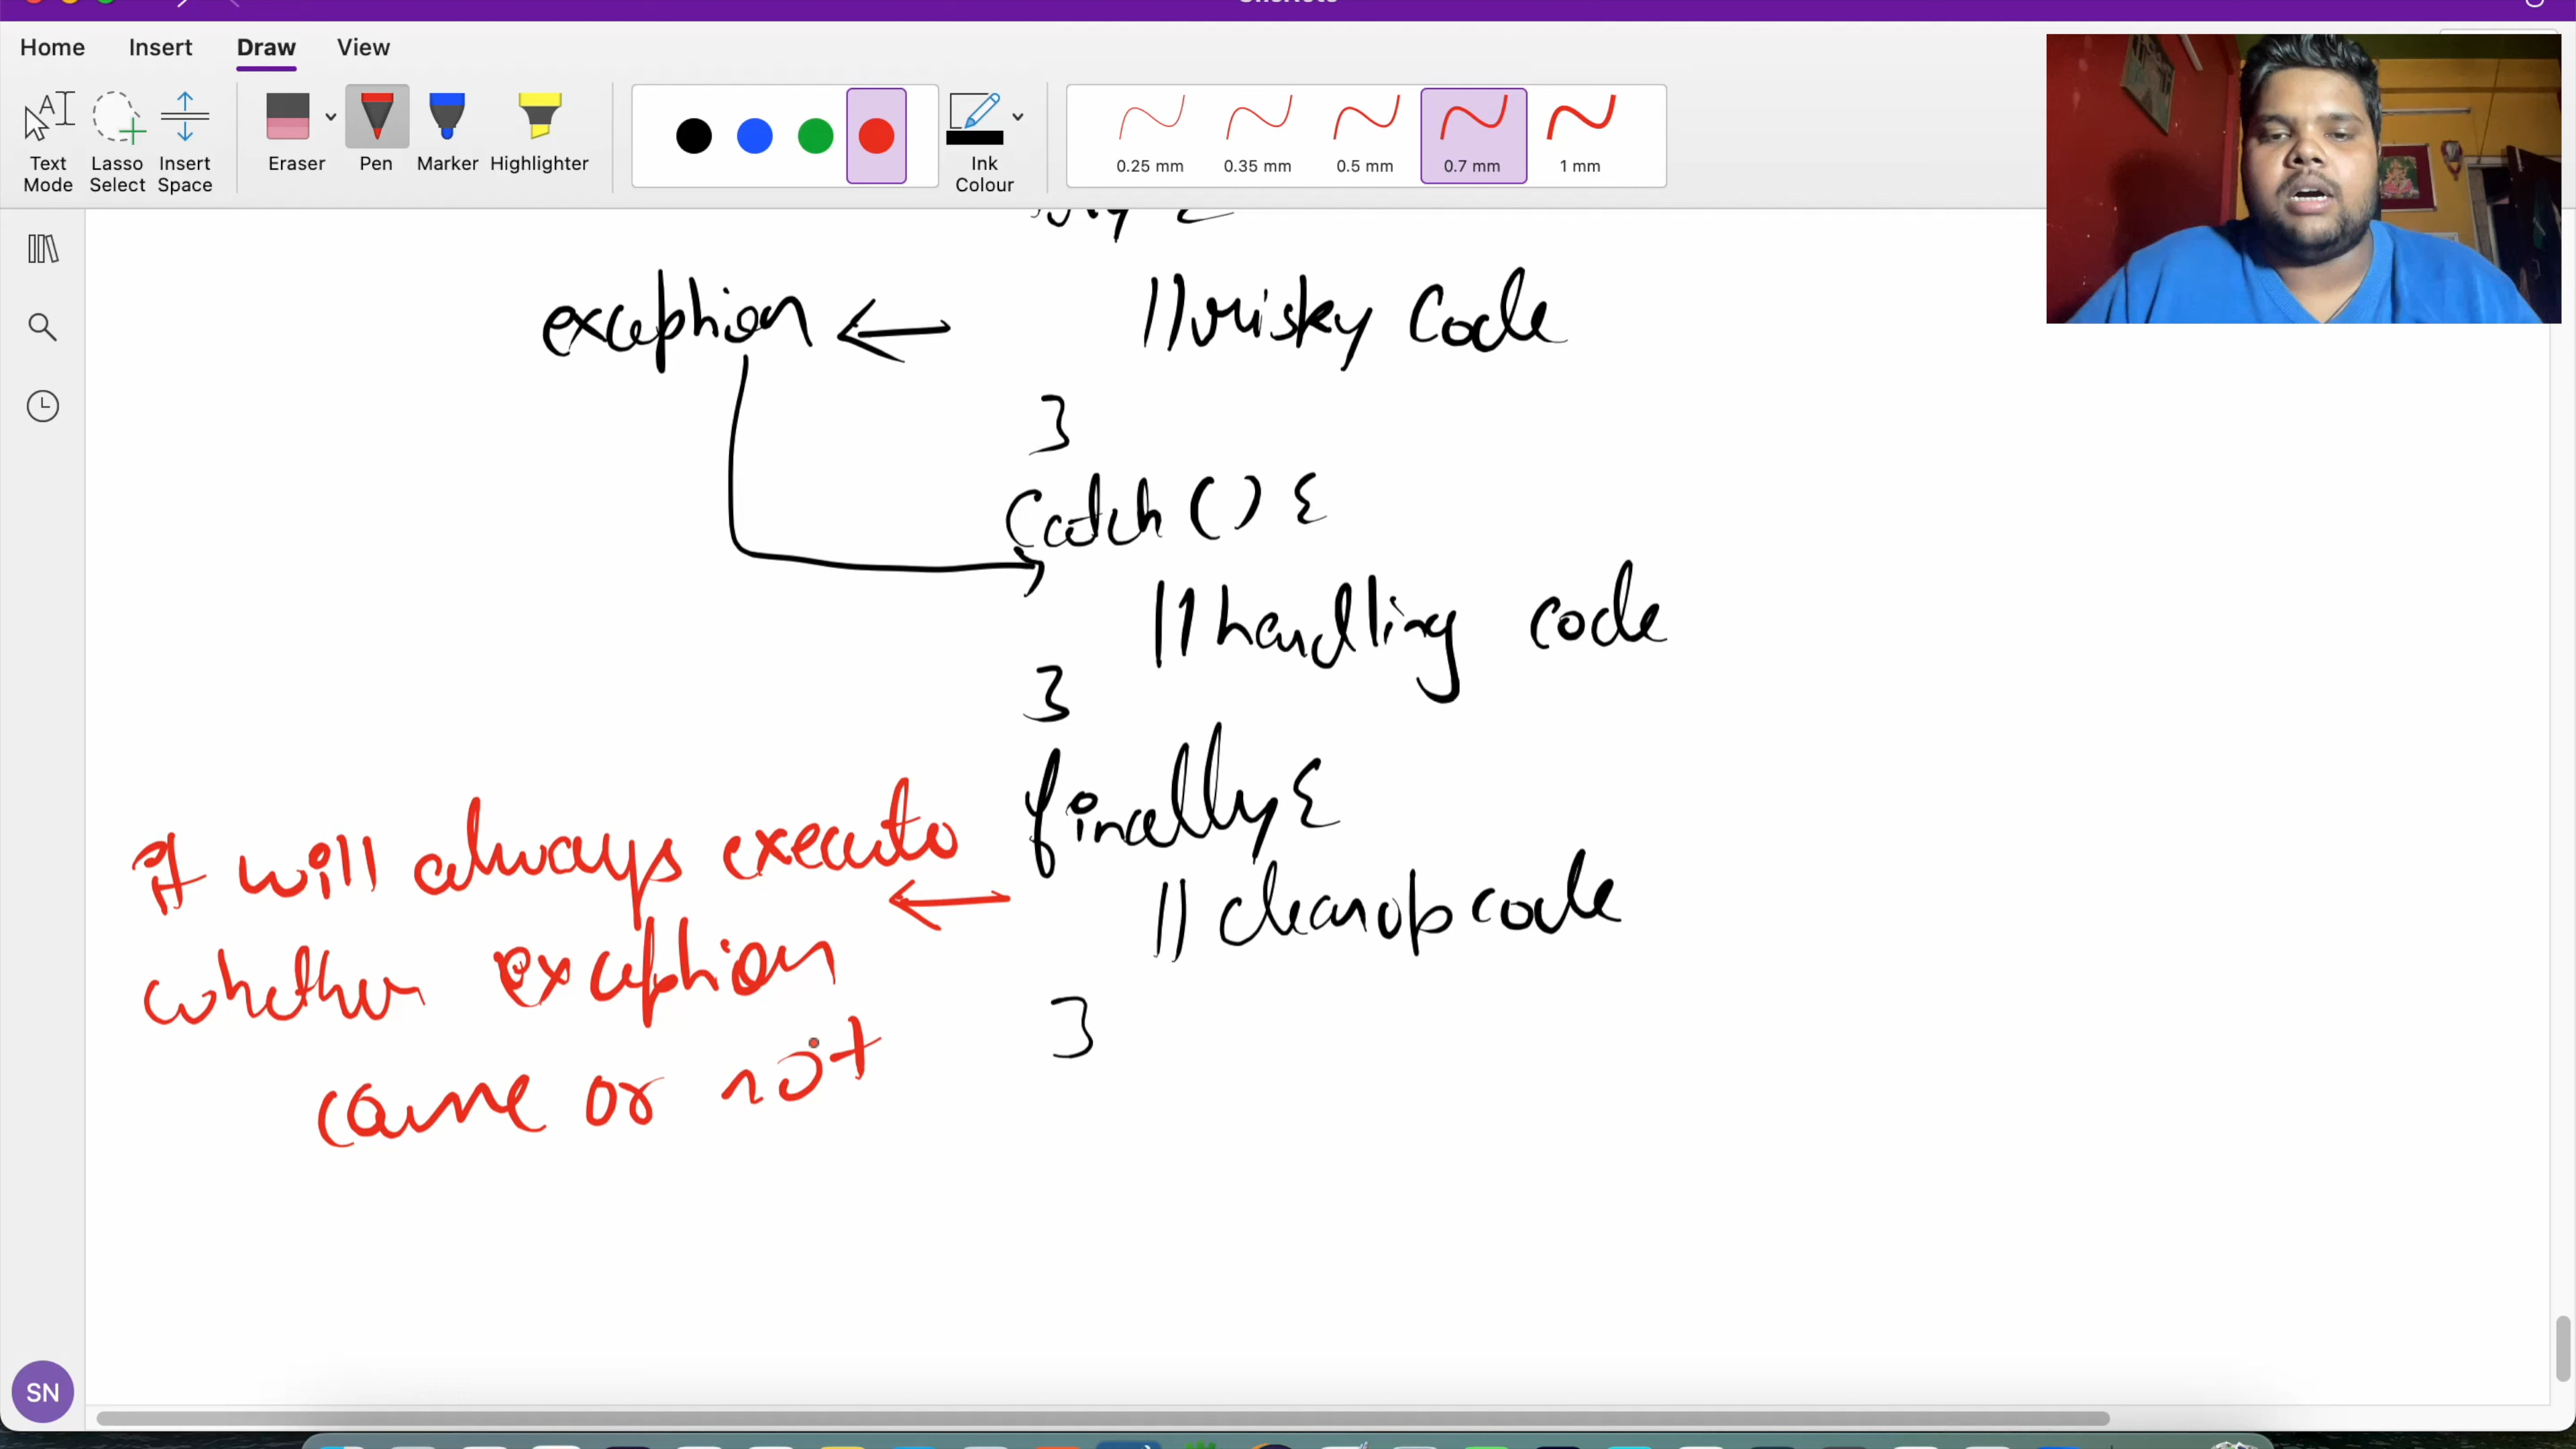 Home Insert Draw View
Text Mode
Lasso Select
Insert Space
Eraser
Pen
Marker
Highlighter
Ink Colour
0.25 mm
0.35 mm
0.5 mm
0.7 mm
1 mm
exception ← //risky Code
}
Catch () {
//handling code
}
finally {
// cleanup code
}
it will always execute ←
whether exception
came or not
SN